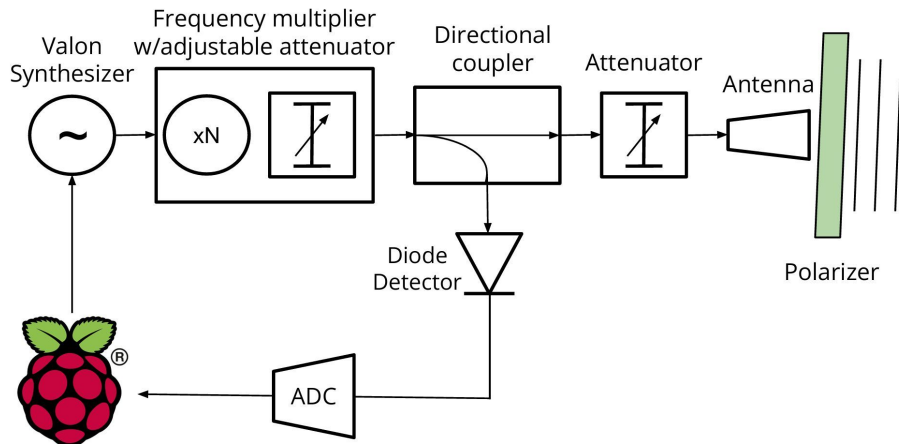 Valon
Synthesizer
Frequency multiplier
w/adjustable attenuator
Directional
coupler
Attenuator
Antenna
~
xN
Diode
Detector
Polarizer
®
ADC